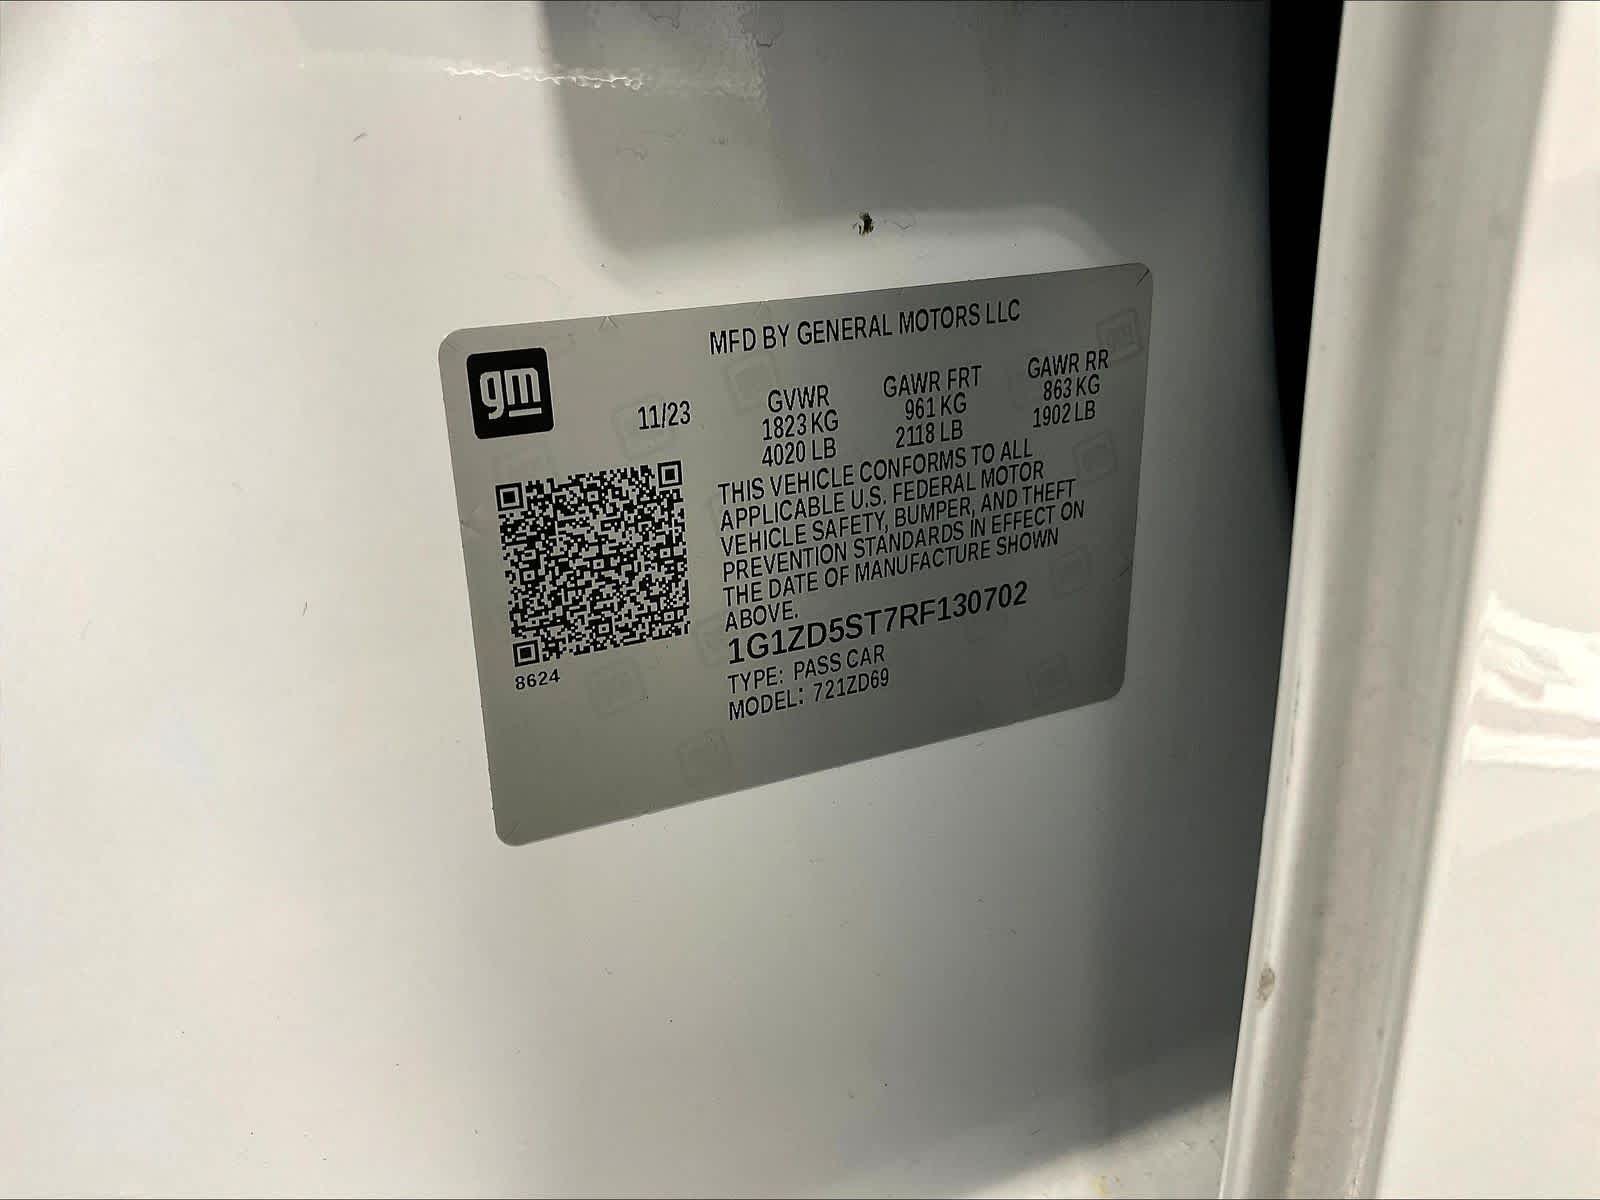 MFD BY GENERAL MOTORS LLC
gm
11/23
GVWR
1823 KG
4020 LB
GAWR FRT
961 KG
2118 LB
GAWR RR
863 KG
1902 LB
THIS VEHICLE CONFORMS TO ALL
APPLICABLE U.S. FEDERAL MOTOR
VEHICLE SAFETY, BUMPER, AND THEFT
PREVENTION STANDARDS IN EFFECT ON
THE DATE OF MANUFACTURE SHOWN
ABOVE.
1G1ZD5ST7RF130702
TYPE: PASS CAR
MODEL: 721ZD69
8624